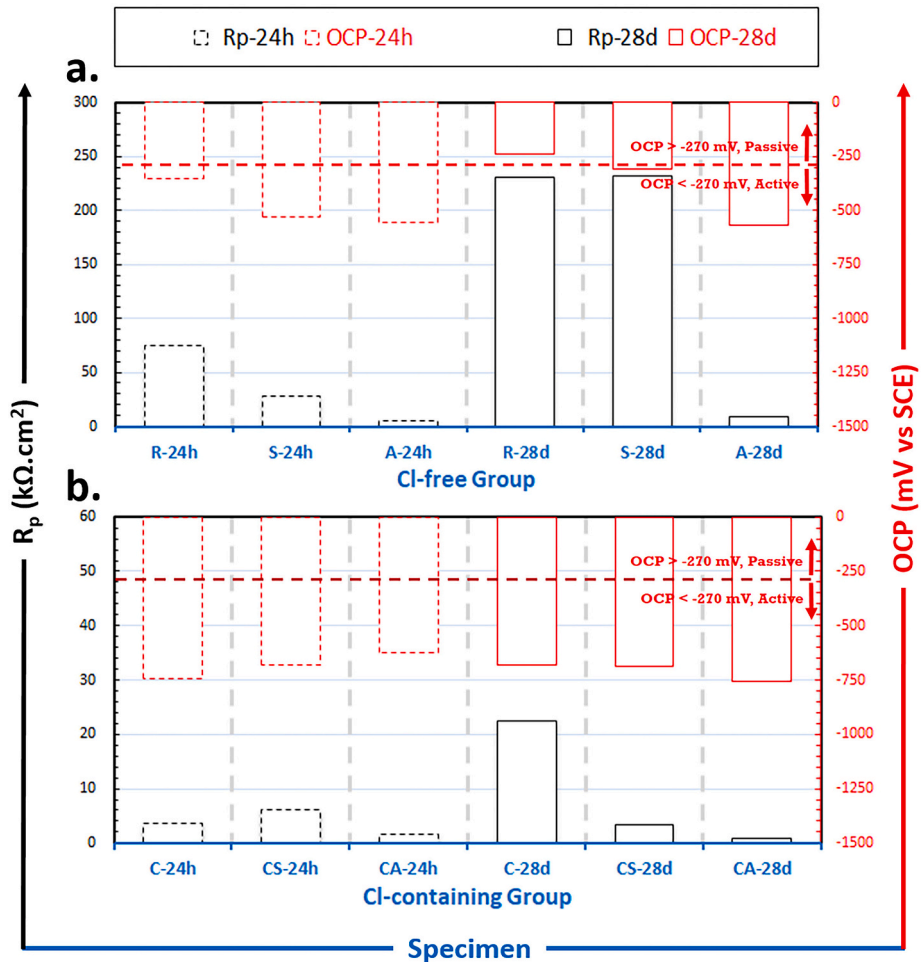 Rp-24h OCP-24h Rp-28d OCP-28d
a.
300 0
250 -250
200 -500
150 -750
100 -1000
50 -1250
0 -1500
OCP > -270 mV, Passive
OCP < -270 mV, Active
R-24h S-24h A-24h R-28d S-28d A-28d
Cl-free Group
b.
60 0
50 -250
40 -500
30 -750
20 -1000
10 -1250
0 -1500
OCP > -270 mV, Passive
OCP < -270 mV, Active
C-24h CS-24h CA-24h C-28d CS-28d CA-28d
Cl-containing Group
Rₚ (kΩ.cm²)
OCP (mV vs SCE)
Specimen